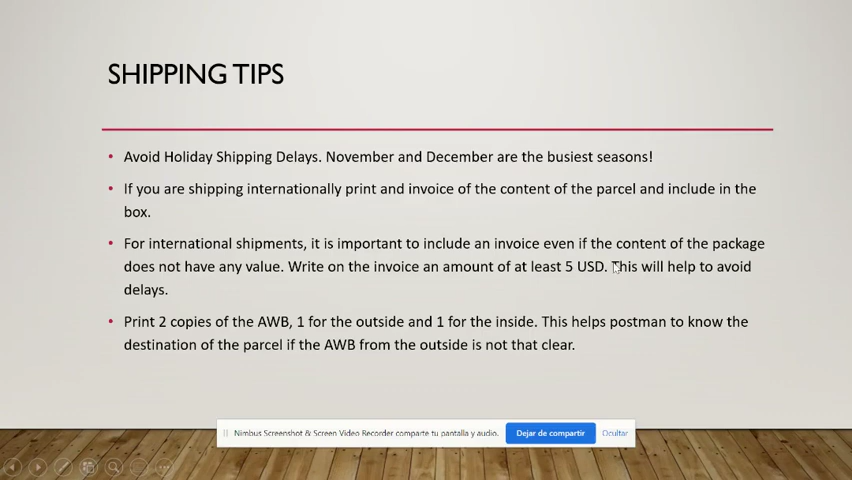 SHIPPING TIPS
• Avoid Holiday Shipping Delays. November and December are the busiest seasons!
• If you are shipping internationally print and invoice of the content of the parcel and include in the
box.
• For international shipments, it is important to include an invoice even if the content of the package
does not have any value. Write on the invoice an amount of at least 5 USD. This will help to avoid
delays.
• Print 2 copies of the AWB, 1 for the outside and 1 for the inside. This helps postman to know the
destination of the parcel if the AWB from the outside is not that clear.
Nimbus Screenshot & Screen Video Recorder comparte tu pantalla y audio. Dejar de compartir Ocultar